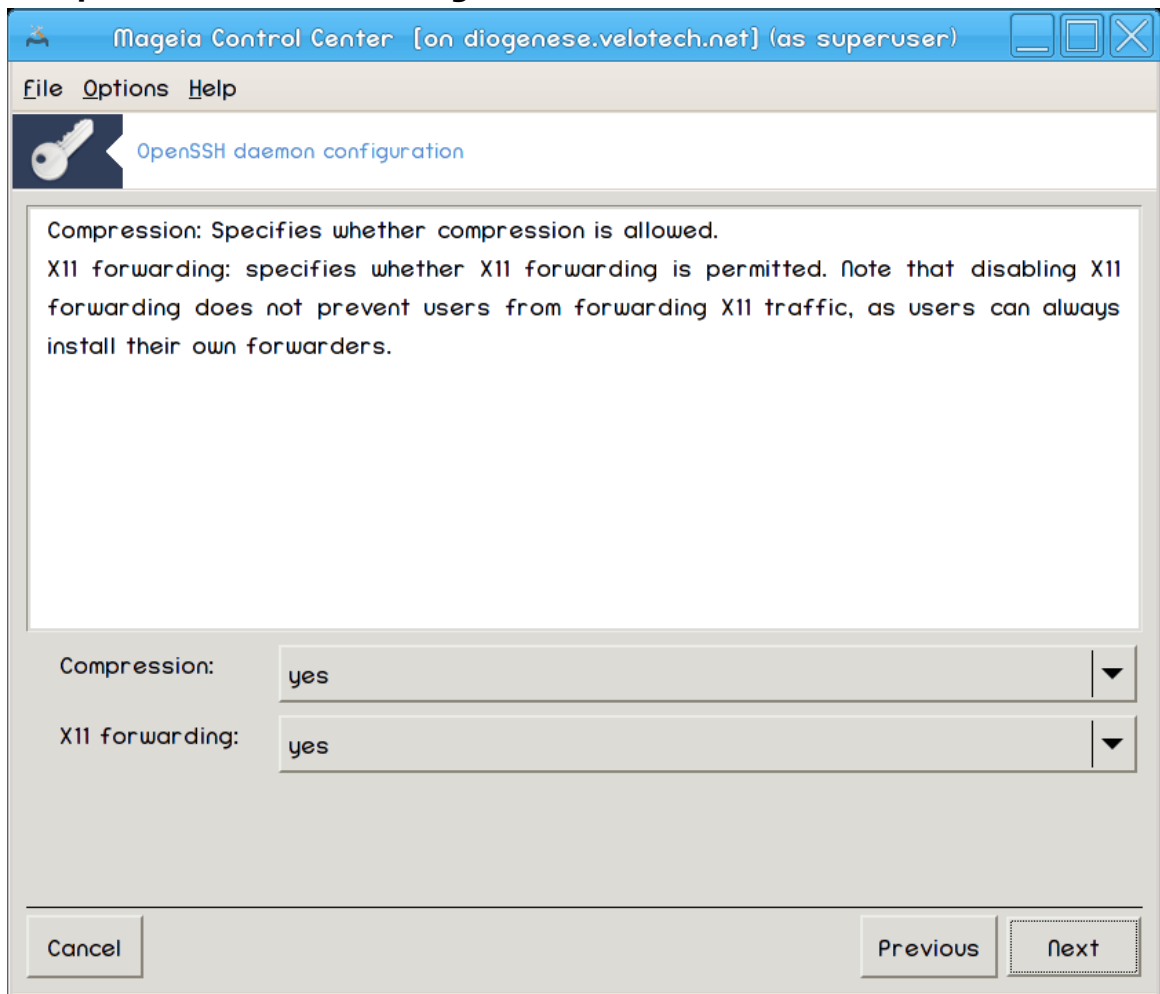 Mageia Control Center [on diogenese.velotech.net] (as superuser)
File Options Help
OpenSSH daemon configuration
Compression: Specifies whether compression is allowed.
X11 forwarding: specifies whether X11 forwarding is permitted. Note that disabling X11
forwarding does not prevent users from forwarding X11 traffic, as users can always
install their own forwarders.
Compression: yes
X11 forwarding: yes
Cancel Previous Next